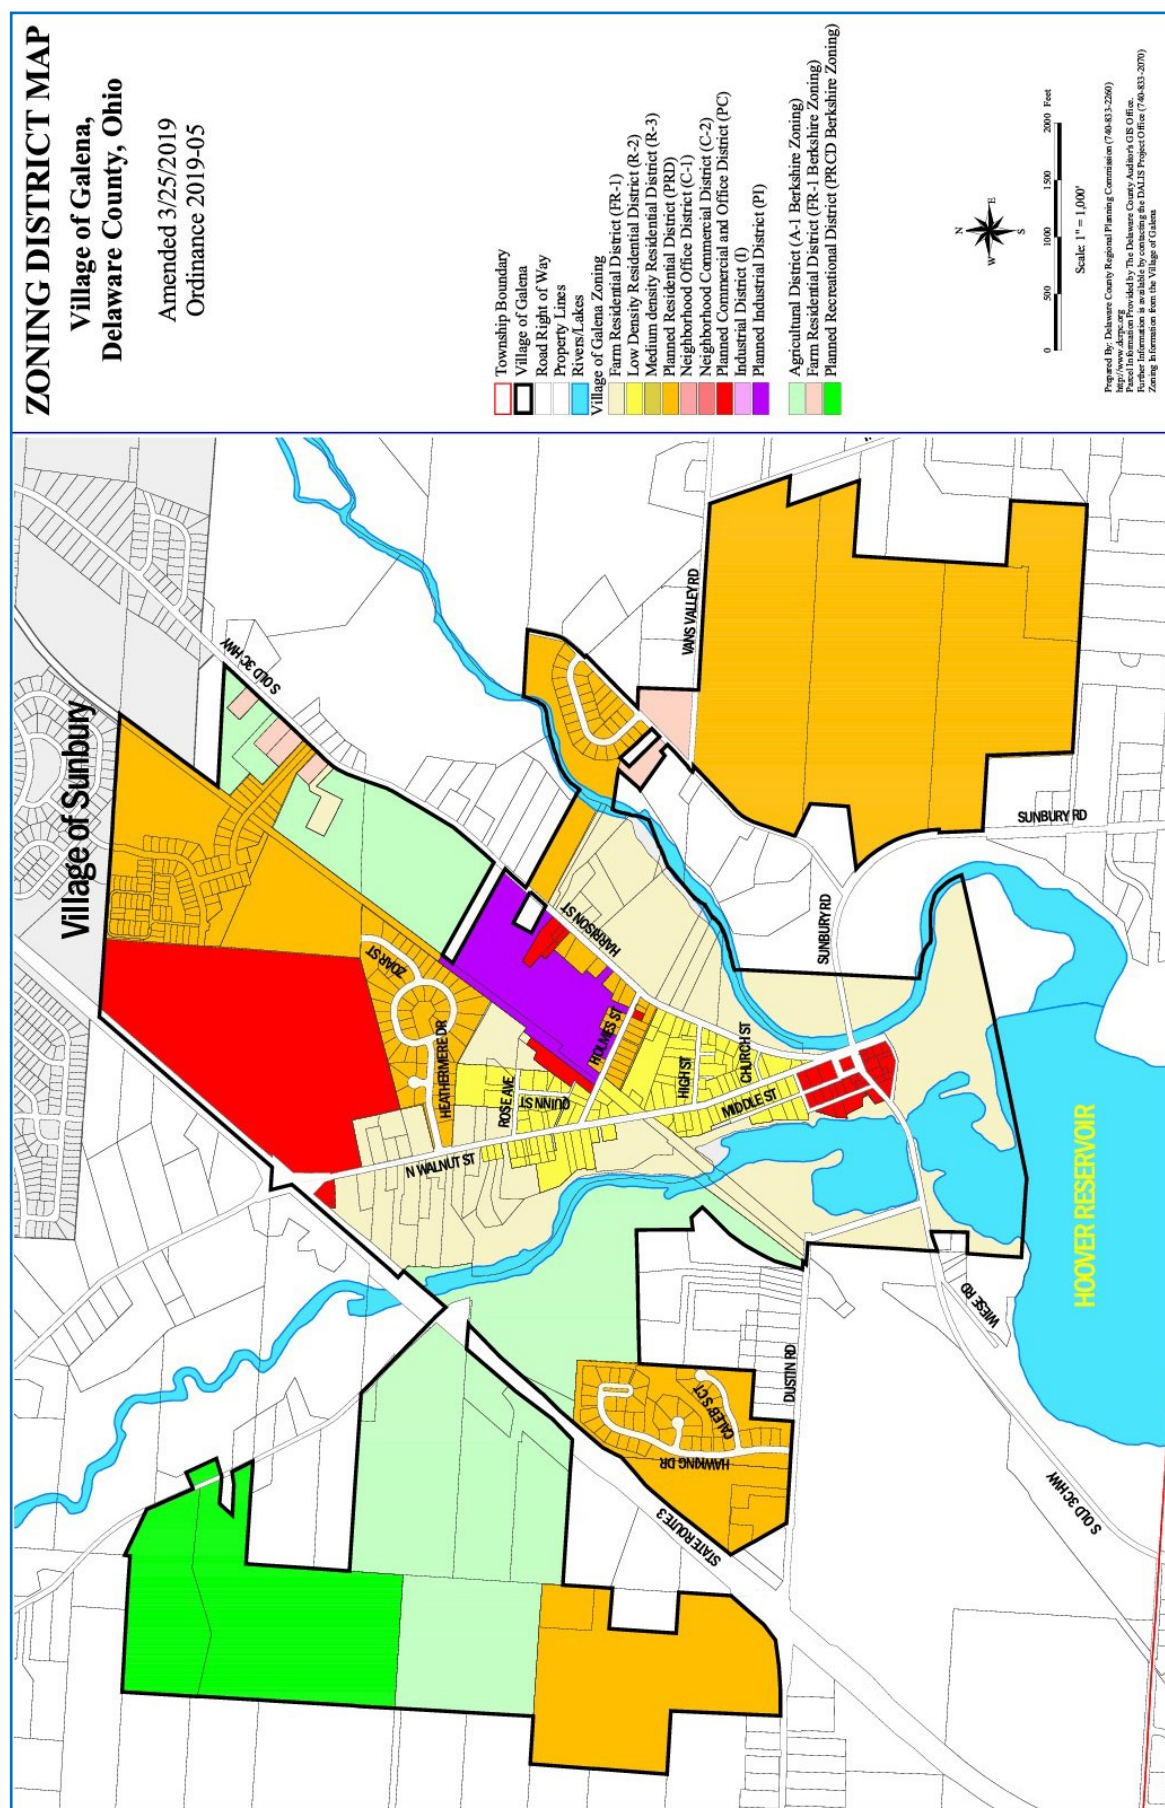 ZONING DISTRICT MAP
Village of Galena,
Delaware County, Ohio
Amended 3/25/2019
Ordinance 2019-05
Township Boundary
Village of Galena
Road Right of Way
Property Lines
Rivers/Lakes
Village of Galena Zoning
Farm Residential District (FR-1)
Low Density Residential District (R-2)
Medium density Residential District (R-3)
Planned Residential District (PRD)
Neighborhood Office District (C-1)
Neighborhood Commercial District (C-2)
Planned Commercial and Office District (PC)
Industrial District (I)
Planned Industrial District (PI)
Agricultural District (A-1 Berkshire Zoning)
Farm Residential District (FR-1 Berkshire Zoning)
Planned Recreational District (PRCD Berkshire Zoning)
N
W
E
S
0
500
1000
1500
2000 Feet
Scale: 1" = 1,000'
Prepared By: Delaware County Regional Planning Commission (740-833-2260)
http://www.dcrpc.org
Parcel Information Provided by The Delaware County Auditor's GIS Office.
Further Information is available by contacting the DALIS Project Office (740-833-2070)
Zoning Information from the Village of Galena
Village of Sunbury
S OLD 3C HWY
VANS VALLEY RD
SUNBURY RD
SUNBURY RD
ZOAR ST
HEATHERMERE DR
HARRISON ST
HOLMES ST
ROSE AVE
QUINN ST
HIGH ST
CHURCH ST
MIDDLE ST
N WALNUT ST
HOOVER RESERVOIR
WIESE RD
DUSTIN RD
CALEB'S CT
HAWKING DR
STATE ROUTE 3
S OLD 3C HWY